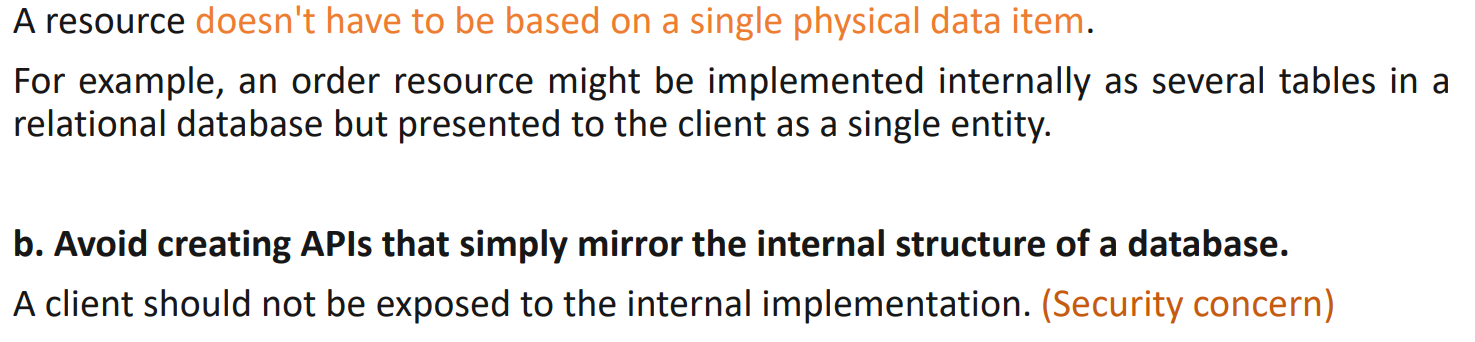 A resource doesn't have to be based on a single physical data item.
For example, an order resource might be implemented internally as several tables in a
relational database but presented to the client as a single entity.
b. Avoid creating APIs that simply mirror the internal structure of a database.
A client should not be exposed to the internal implementation. (Security concern)